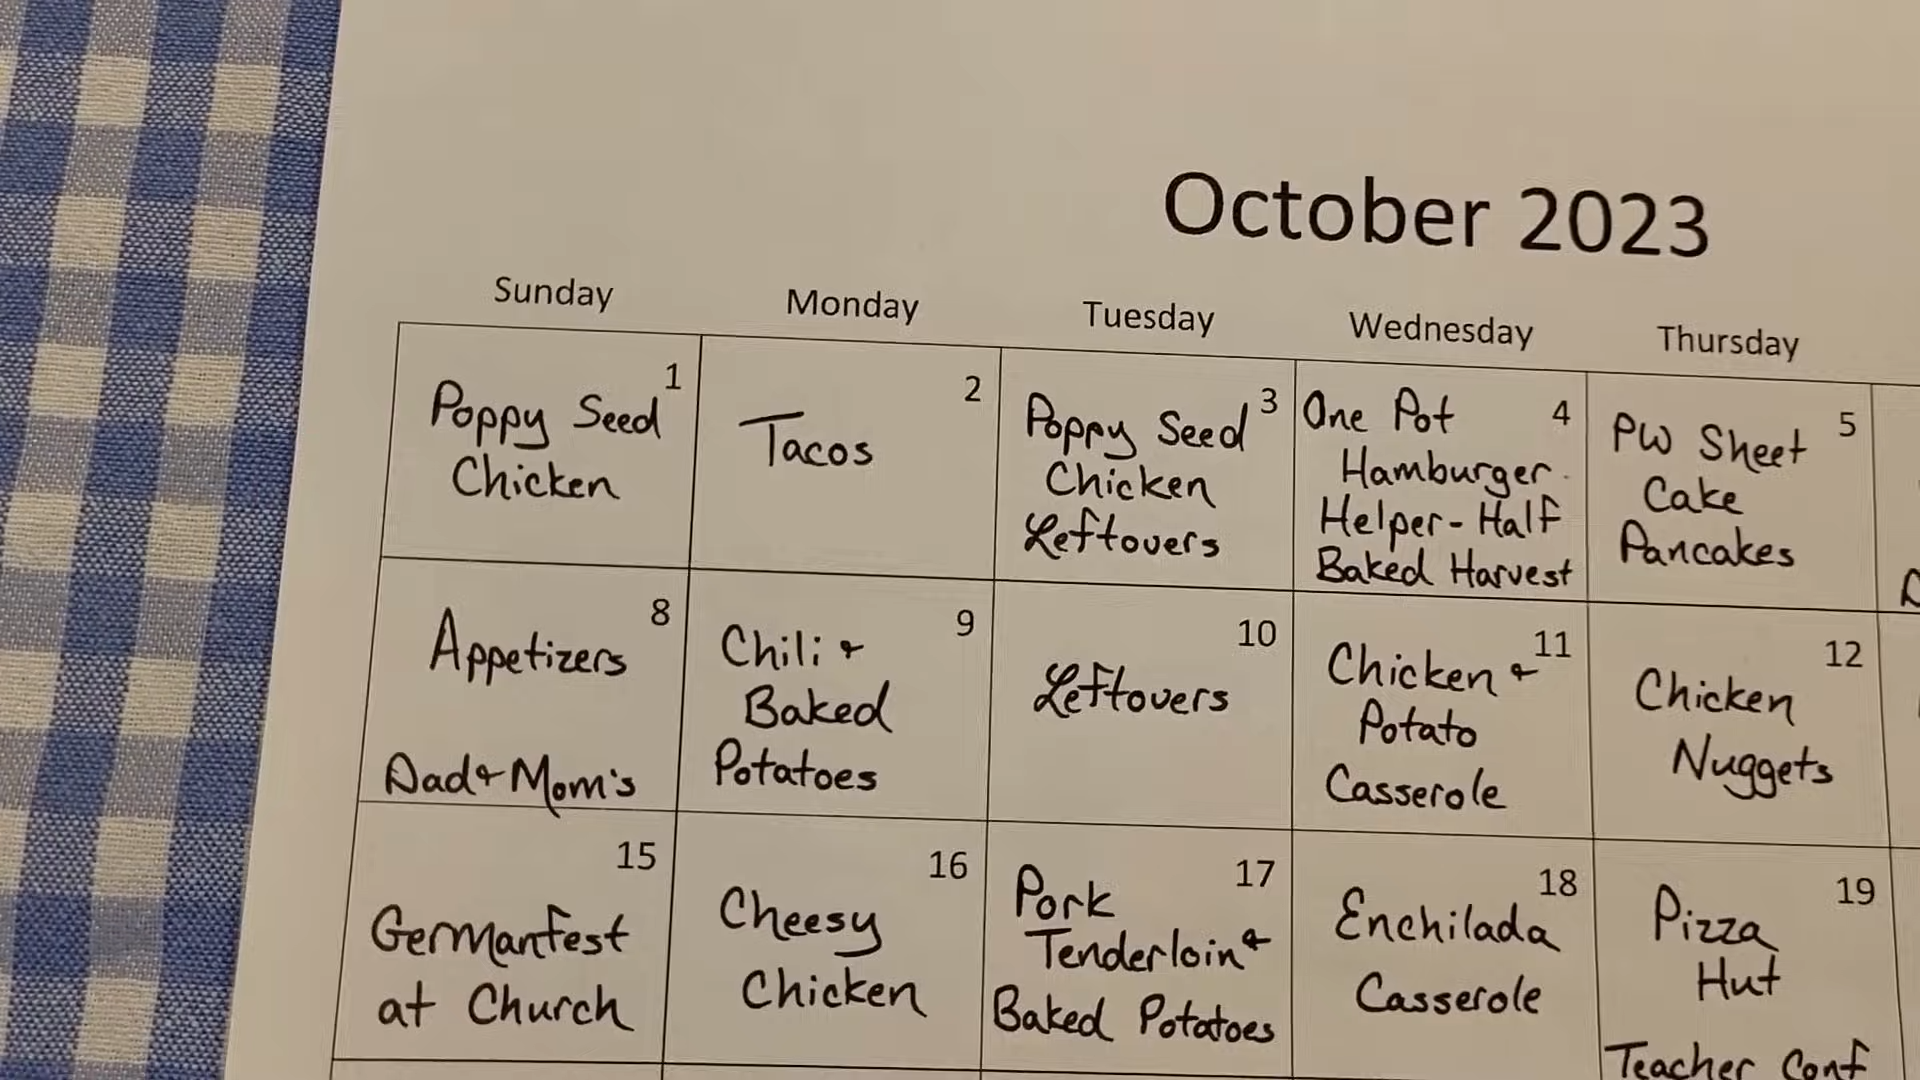 October 2023
Sunday Monday Tuesday Wednesday Thursday
1
Poppy Seed
Chicken
2
Tacos
3
Poppy Seed
Chicken
Leftovers
4
One Pot
Hamburger
Helper - Half
Baked Harvest
5
PW Sheet
Cake
Pancakes
8
Appetizers
Dad & Mom's
9
Chili &
Baked
Potatoes
10
Leftovers
11
Chicken &
Potato
Casserole
12
Chicken
Nuggets
15
Germanfest
at Church
16
Cheesy
Chicken
17
Pork
Tenderloin &
Baked Potatoes
18
Enchilada
Casserole
19
Pizza
Hut
Teacher Conf